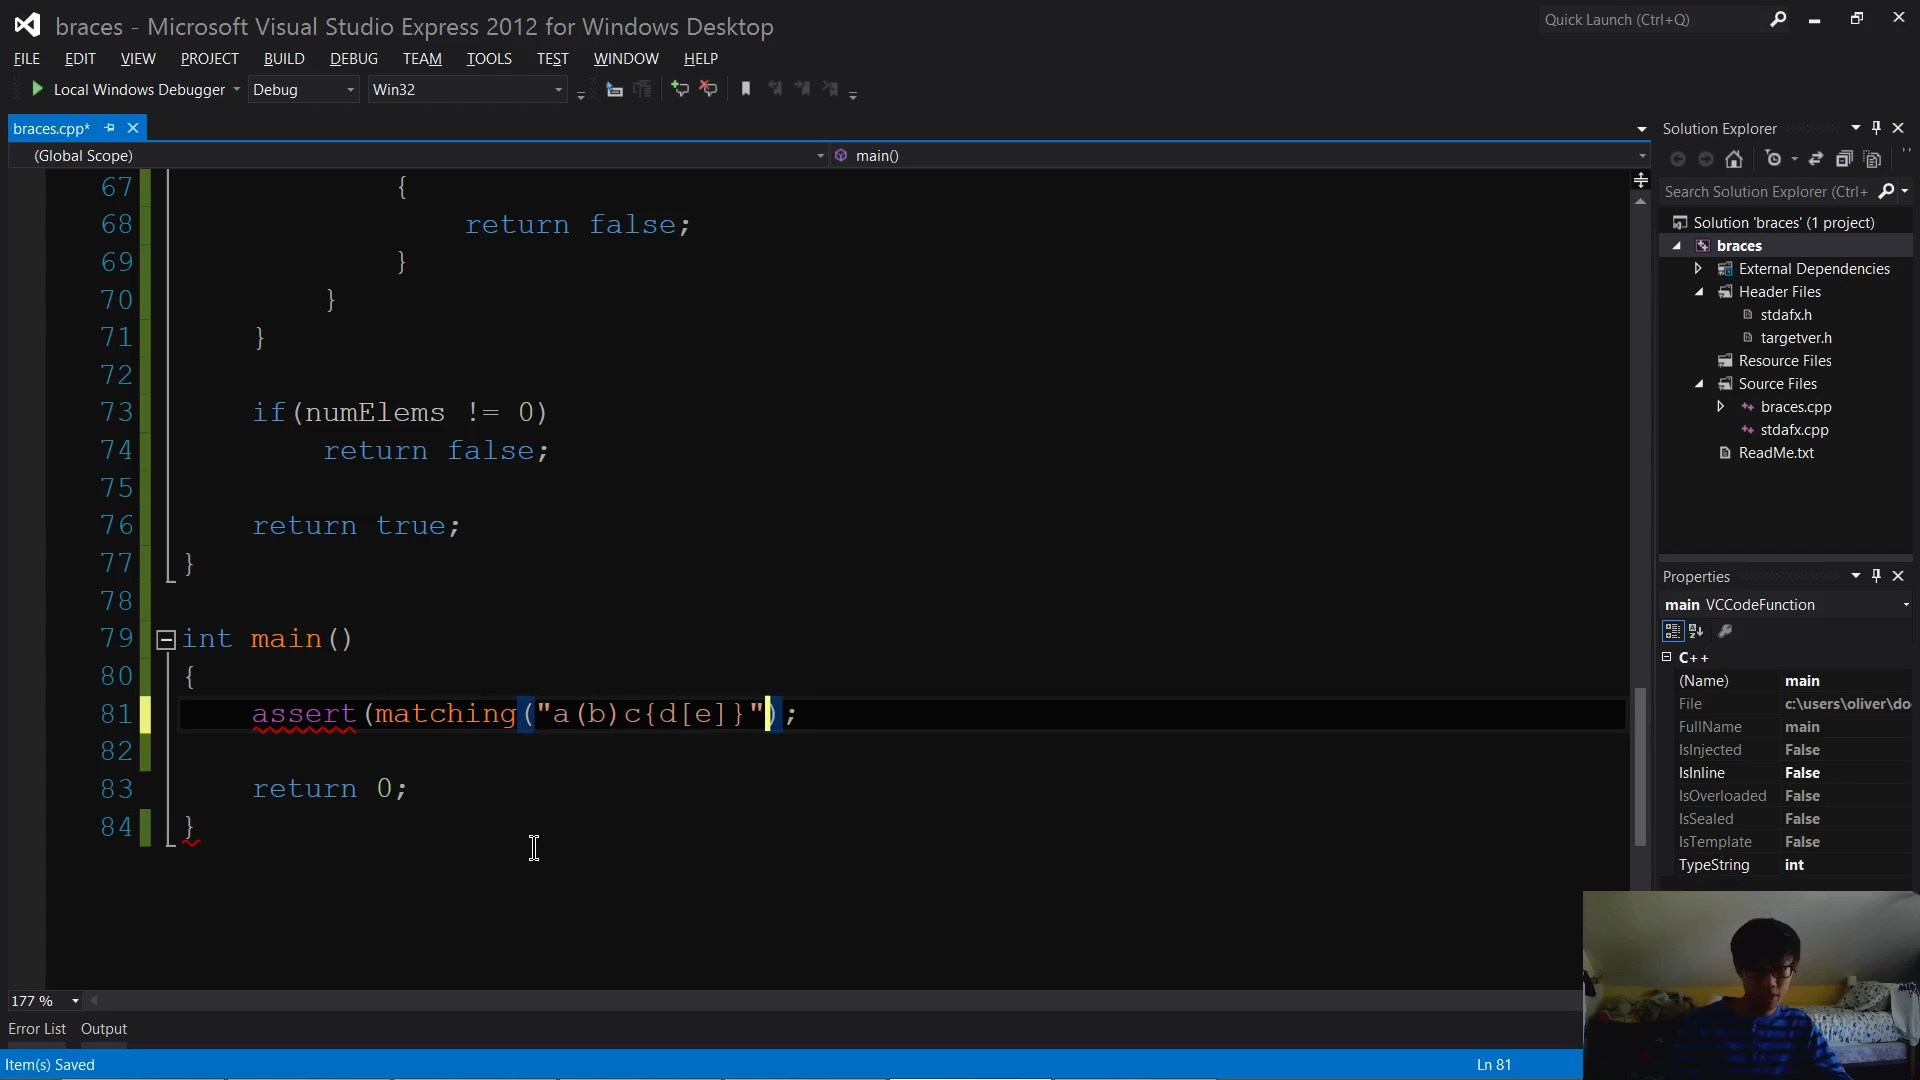 braces - Microsoft Visual Studio Express 2012 for Windows Desktop
Quick Launch (Ctrl+Q)
FILE EDIT VIEW PROJECT BUILD DEBUG TEAM TOOLS TEST WINDOW HELP
Local Windows Debugger Debug Win32
braces.cpp*
(Global Scope) main()
67 {
68 return false;
69 }
70 }
71 }
72
73 if(numElems != 0)
74 return false;
75
76 return true;
77 }
78
79 int main()
80 {
81 assert(matching("a(b)c{d[e]}");
82
83 return 0;
84 }
177 %
Error List Output
Item(s) Saved
Ln 81
Solution Explorer
Search Solution Explorer (Ctrl+
Solution 'braces' (1 project)
braces
External Dependencies
Header Files
stdafx.h
targetver.h
Resource Files
Source Files
braces.cpp
stdafx.cpp
ReadMe.txt
Properties
main VCCodeFunction
C++
(Name) main
File c:\users\oliver\do
FullName main
IsInjected False
IsInline False
IsOverloaded False
IsSealed False
IsTemplate False
TypeString int